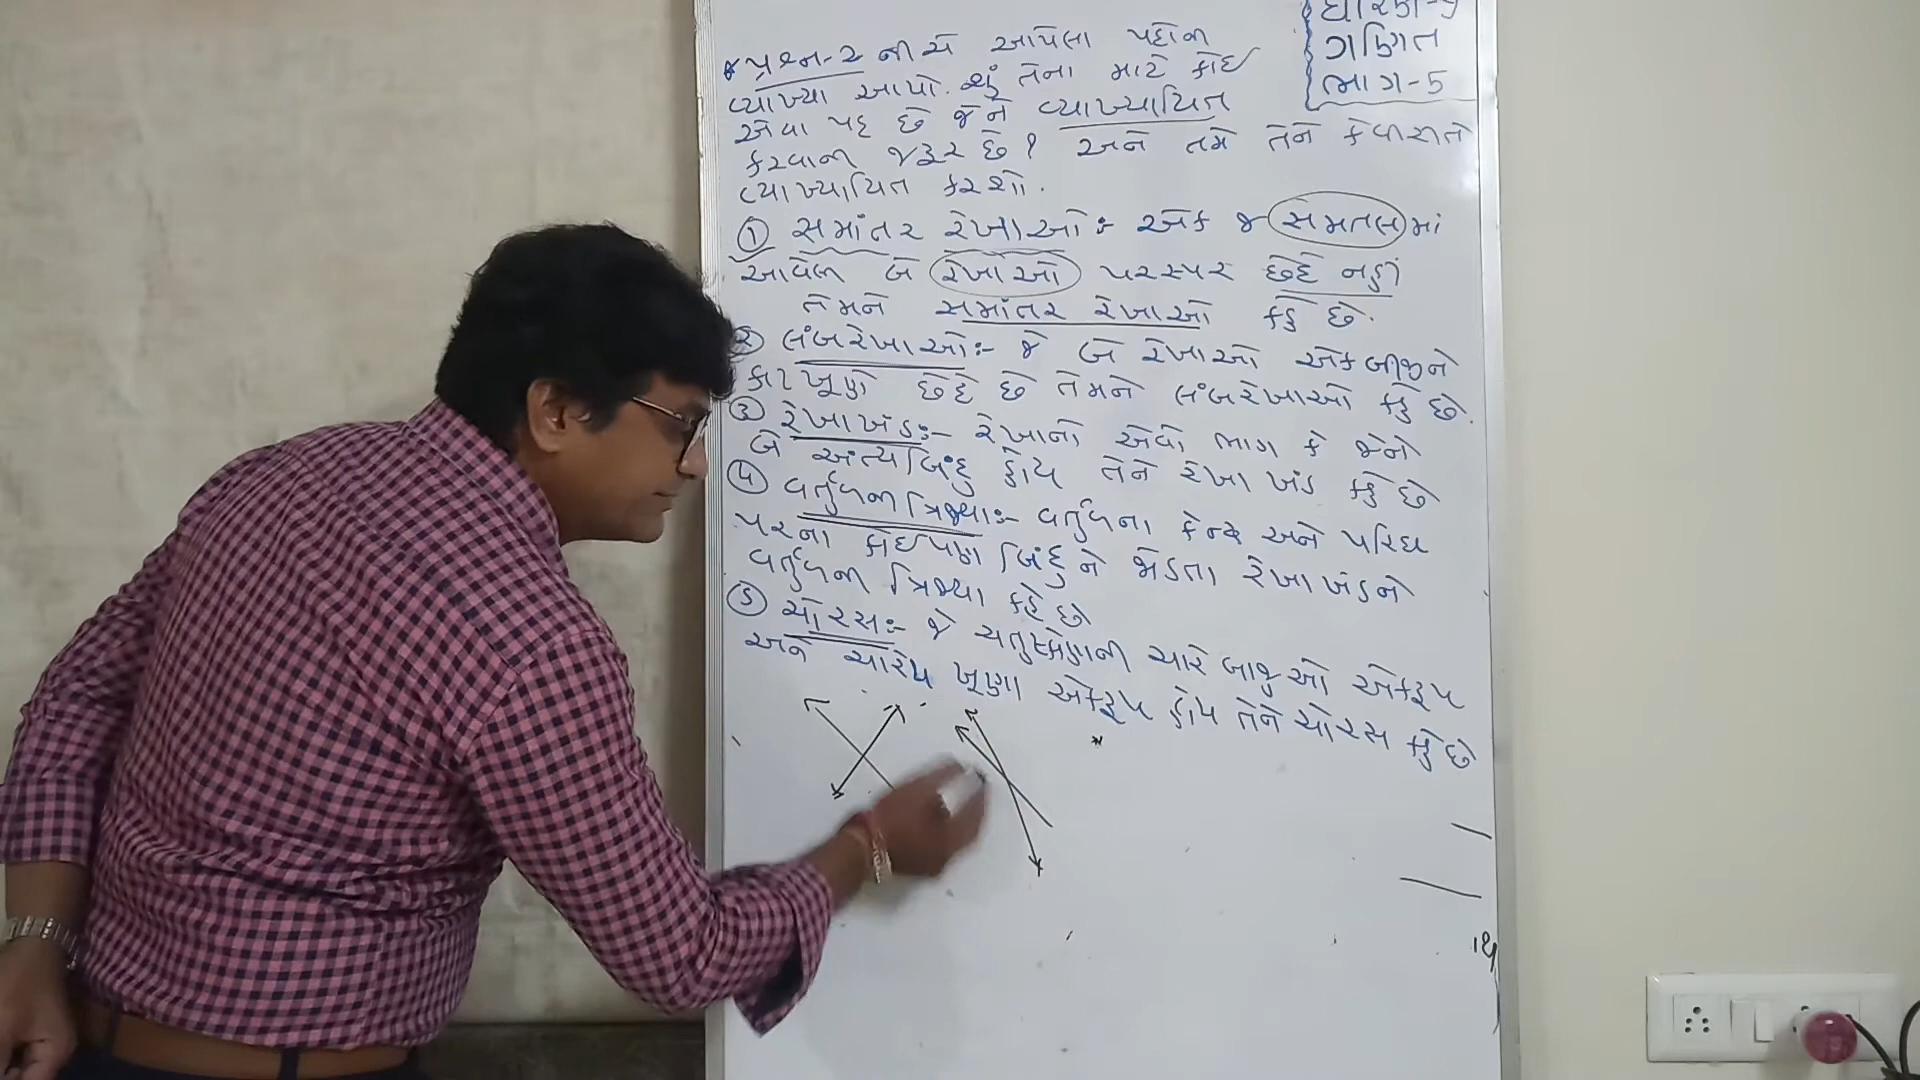 ધોરણ-9
ગણિત
ભાગ-5
* પ્રશ્ન-2 નીચે આપેલા પદોની
વ્યાખ્યા આપો. શું તેના માટે કોઈ
એવા પદ છે જેને વ્યાખ્યાયિત
કરવાની જરૂર છે? અને તમે તેને કેવી રીતે
વ્યાખ્યાયિત કરશો.
① સમાંતર રેખાઓ :- એક જ સમતલમાં
આવેલી બે રેખાઓ પરસ્પર છેદે નહીં
તેમને સમાંતર રેખાઓ કહે છે.
② લંબરેખાઓ :- જે બે રેખાઓ એકબીજીને
કાટખૂણે છેદે છે તેમને લંબરેખાઓ કહે છે.
③ રેખાખંડ :- રેખાનો એવો ભાગ કે જેને
બે અંત્યબિંદુ હોય તેને રેખા ખંડ કહે છે
④ વર્તુળની ત્રિજ્યા :- વર્તુળના કેન્દ્ર અને પરિઘ
પરના કોઈપણ બિંદુને જોડતા રેખાખંડને
વર્તુળની ત્રિજ્યા કહે છે
⑤ ચોરસ :- જે ચતુષ્કોણની ચારે બાજુઓ એકરૂપ
અને ચારેય ખૂણા એકરૂપ હોય તેને ચોરસ કહે છે